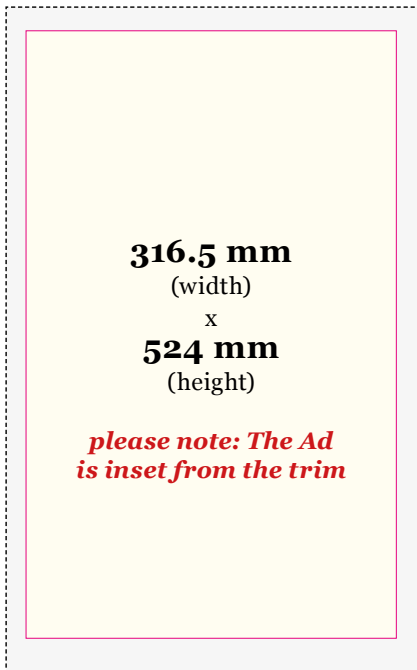 316.5 mm
(width)
x
524 mm
(height)
please note: The Ad
is inset from the trim